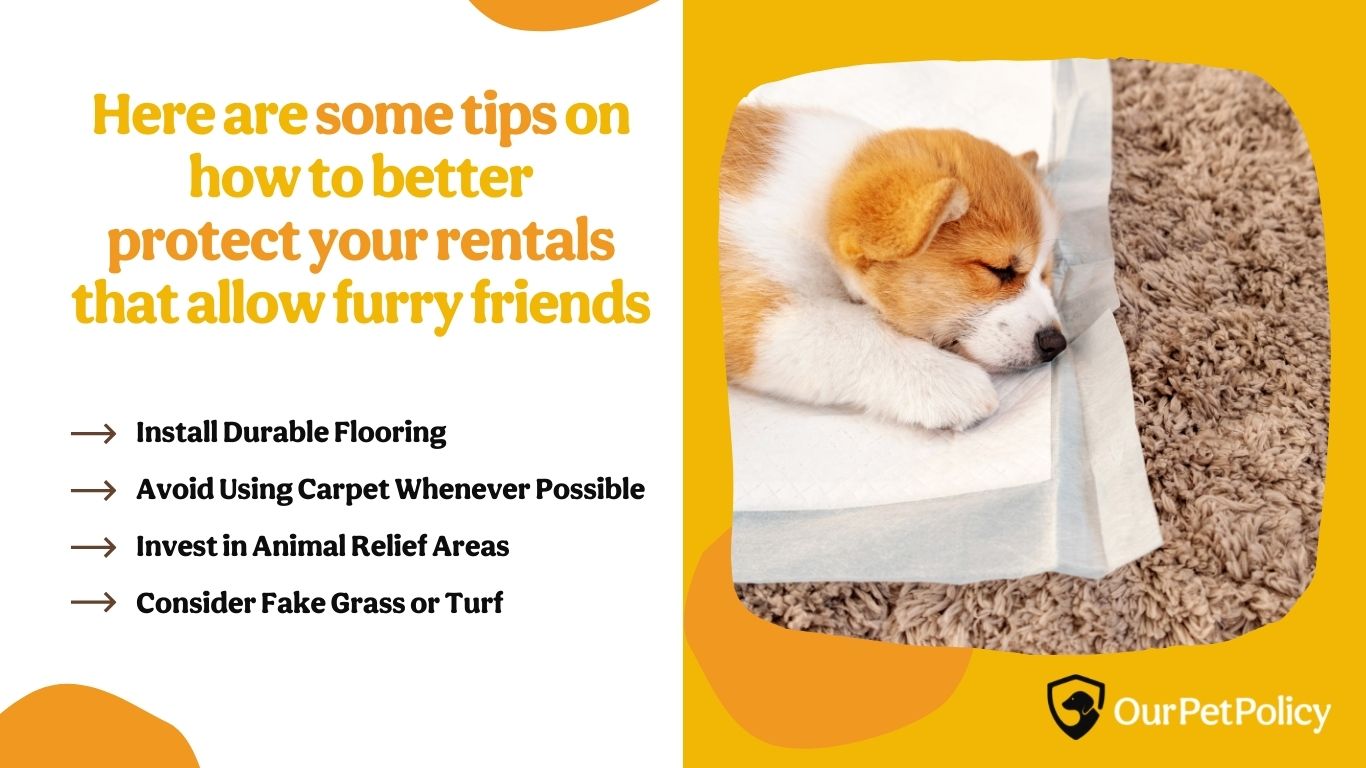 Here are some tips on
how to better
protect your rentals
that allow furry friends
Install Durable Flooring
Avoid Using Carpet Whenever Possible
Invest in Animal Relief Areas
Consider Fake Grass or Turf
OurPetPolicy